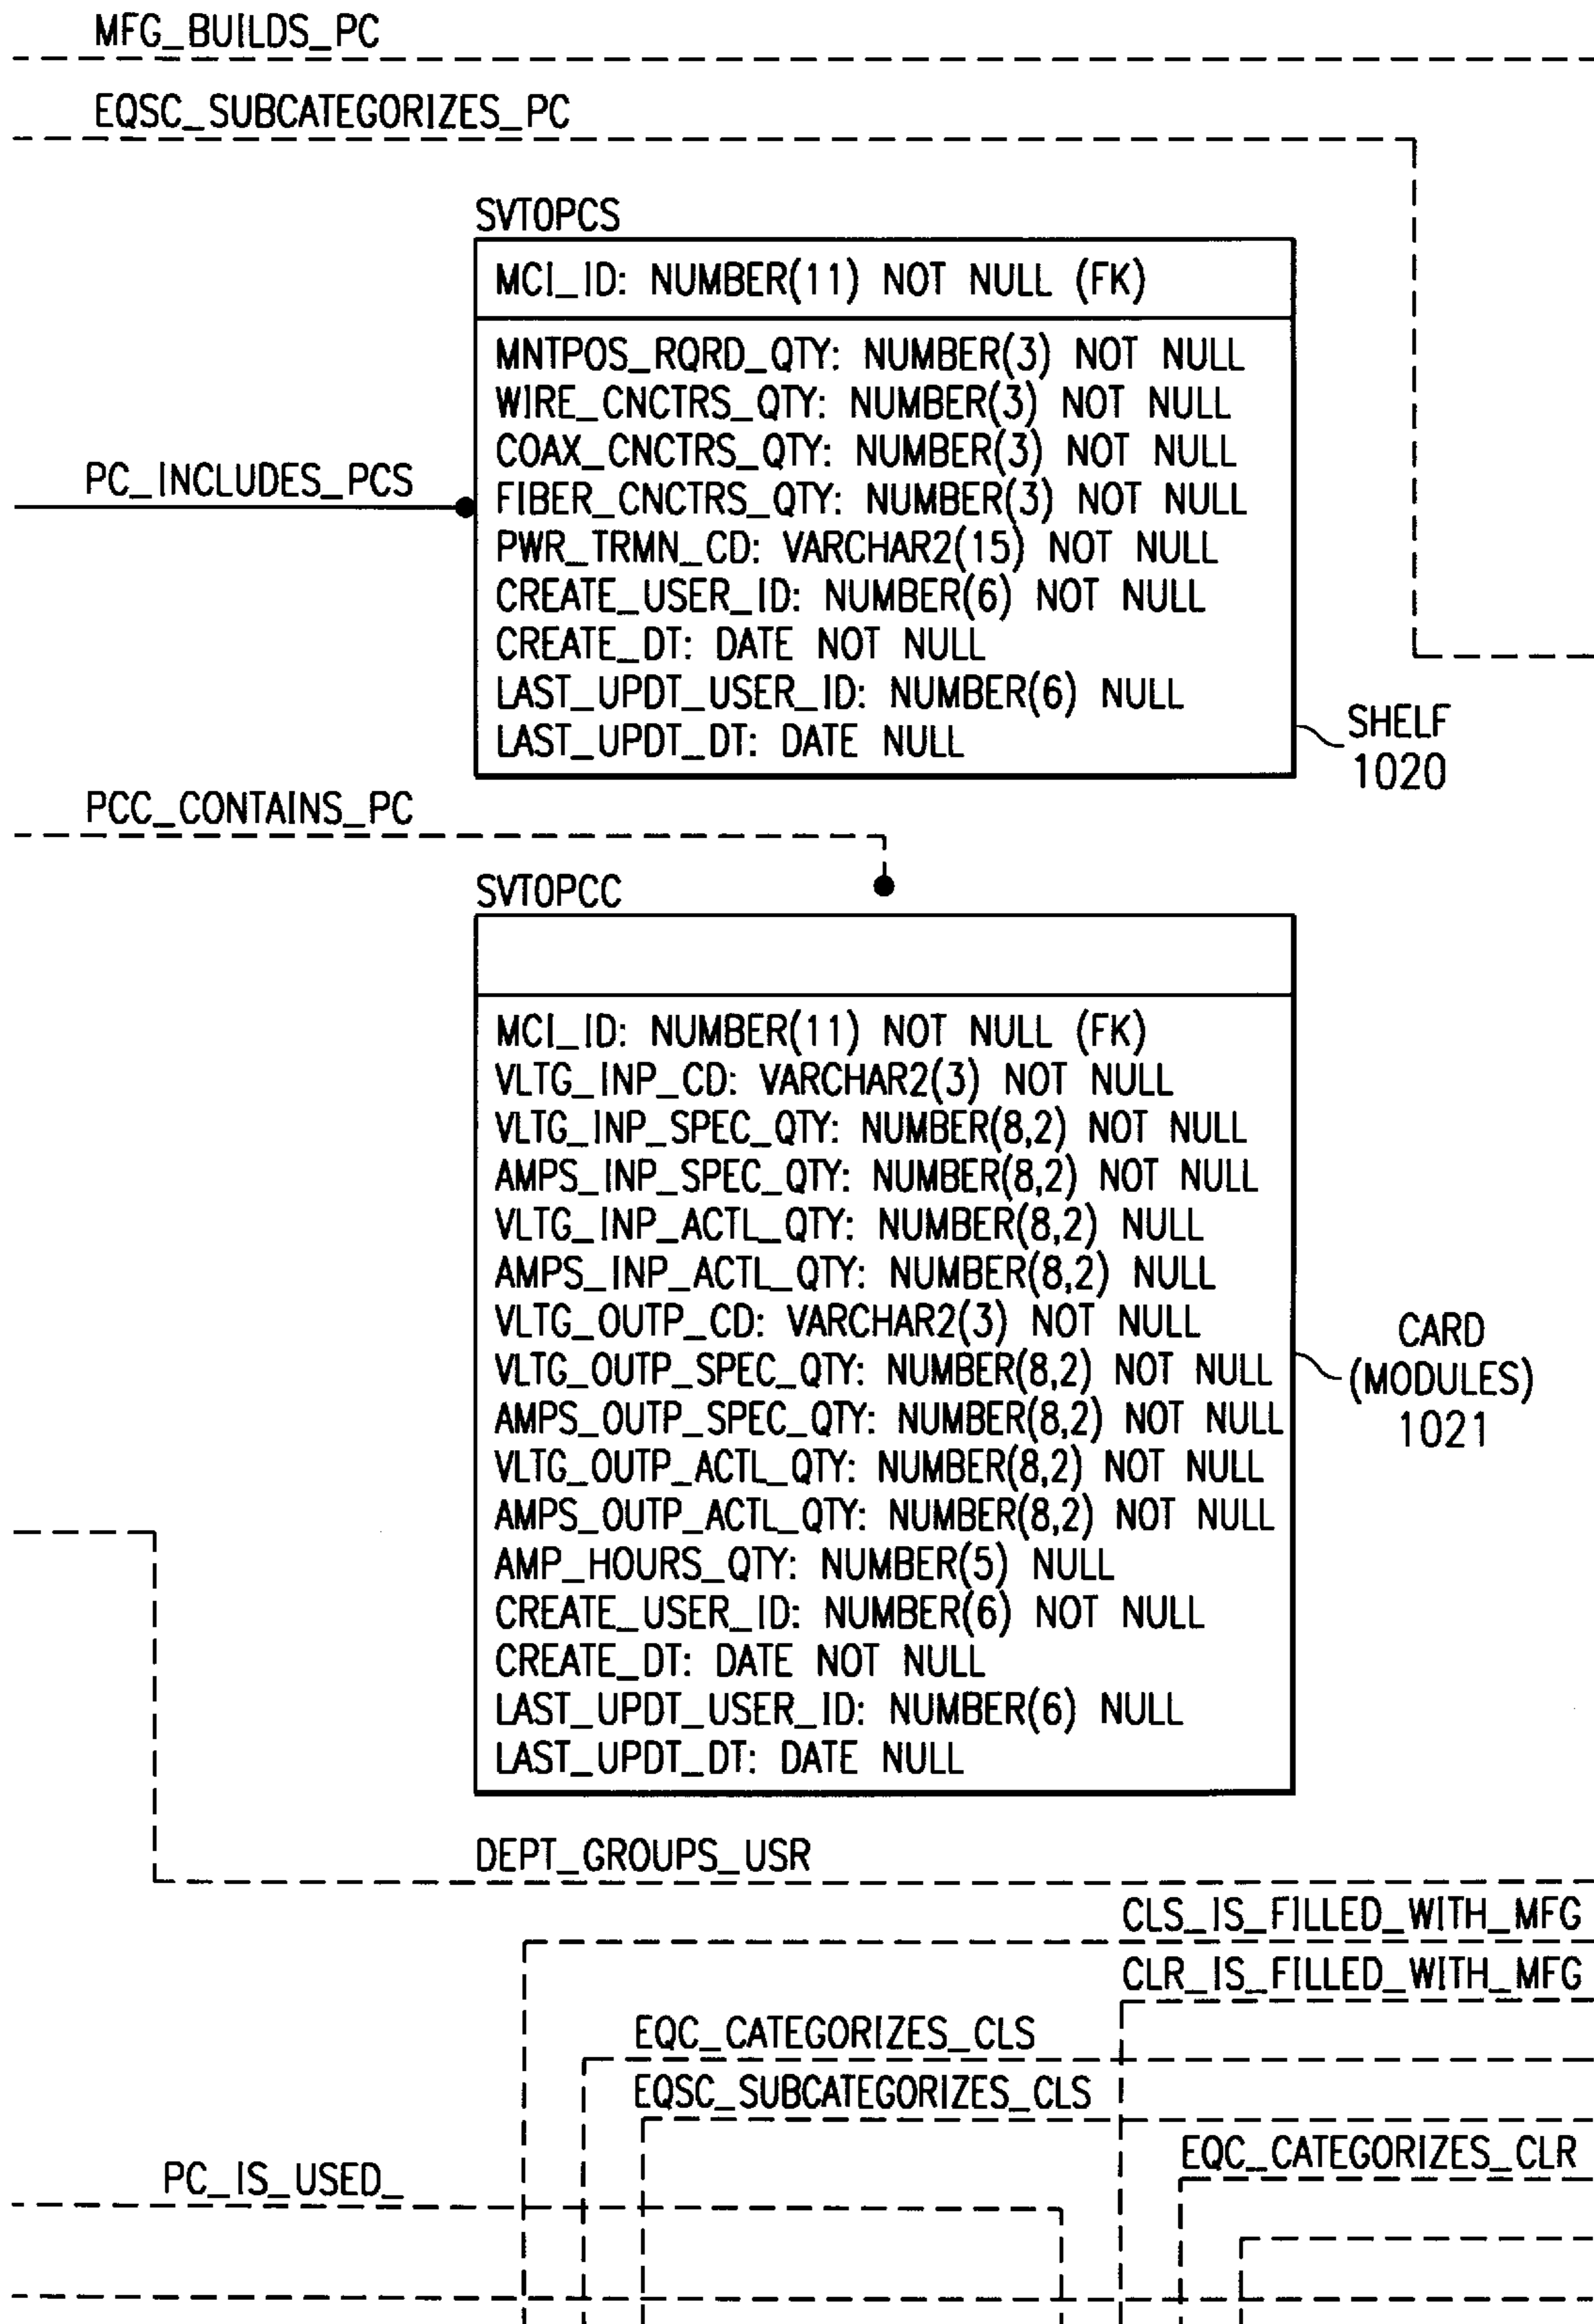 MFG_BUILDS_PC
EQSC_SUBCATEGORIZES_PC
SVTOPCS
MCI_ID: NUMBER(11) NOT NULL (FK)
MNTPOS_RQRD_QTY: NUMBER(3) NOT NULL
WIRE_CNCTRS_QTY: NUMBER(3) NOT NULL
COAX_CNCTRS_QTY: NUMBER(3) NOT NULL
PC_INCLUDES_PCS
FIBER_CNCTRS_QTY: NUMBER(3) NOT NULL
PWR_TRMN_CD: VARCHAR2(15) NOT NULL
CREATE_USER_ID: NUMBER(6) NOT NULL
CREATE_DT: DATE NOT NULL
LAST_UPDT_USER_ID: NUMBER(6) NULL
LAST_UPDT_DT: DATE NULL
SHELF
1020
PCC_CONTAINS_PC
SVTOPCC
MCI_ID: NUMBER(11) NOT NULL (FK)
VLTG_INP_CD: VARCHAR2(3) NOT NULL
VLTG_INP_SPEC_QTY: NUMBER(8,2) NOT NULL
AMPS_INP_SPEC_QTY: NUMBER(8,2) NOT NULL
VLTG_INP_ACTL_QTY: NUMBER(8,2) NULL
AMPS_INP_ACTL_QTY: NUMBER(8,2) NULL
VLTG_OUTP_CD: VARCHAR2(3) NOT NULL
VLTG_OUTP_SPEC_QTY: NUMBER(8,2) NOT NULL
AMPS_OUTP_SPEC_QTY: NUMBER(8,2) NOT NULL
VLTG_OUTP_ACTL_QTY: NUMBER(8,2) NOT NULL
AMPS_OUTP_ACTL_QTY: NUMBER(8,2) NOT NULL
AMP_HOURS_QTY: NUMBER(5) NULL
CREATE_USER_ID: NUMBER(6) NOT NULL
CREATE_DT: DATE NOT NULL
LAST_UPDT_USER_ID: NUMBER(6) NULL
LAST_UPDT_DT: DATE NULL
CARD
(MODULES)
1021
DEPT_GROUPS_USR
CLS_IS_FILLED_WITH_MFG
CLR_IS_FILLED_WITH_MFG
EQC_CATEGORIZES_CLS
EQSC_SUBCATEGORIZES_CLS
EQC_CATEGORIZES_CLR
PC_IS_USED_